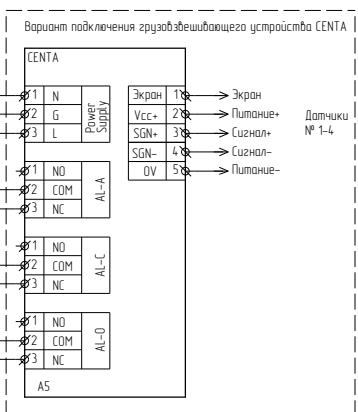 Вариант подключения грузовзвешивающего устройства CENTA
CENTA
1 N
2 G
3 L
Power Supply
Экран 1 Экран
Vcc+ 2 Питание+
SGN+ 3 Сигнал+
SGN- 4 Сигнал-
0V 5 Питание-
Датчики
№ 1-4
1 NO
2 COM
3 NC
AL-A
1 NO
2 COM
3 NC
AL-C
1 NO
2 COM
3 NC
AL-O
A5